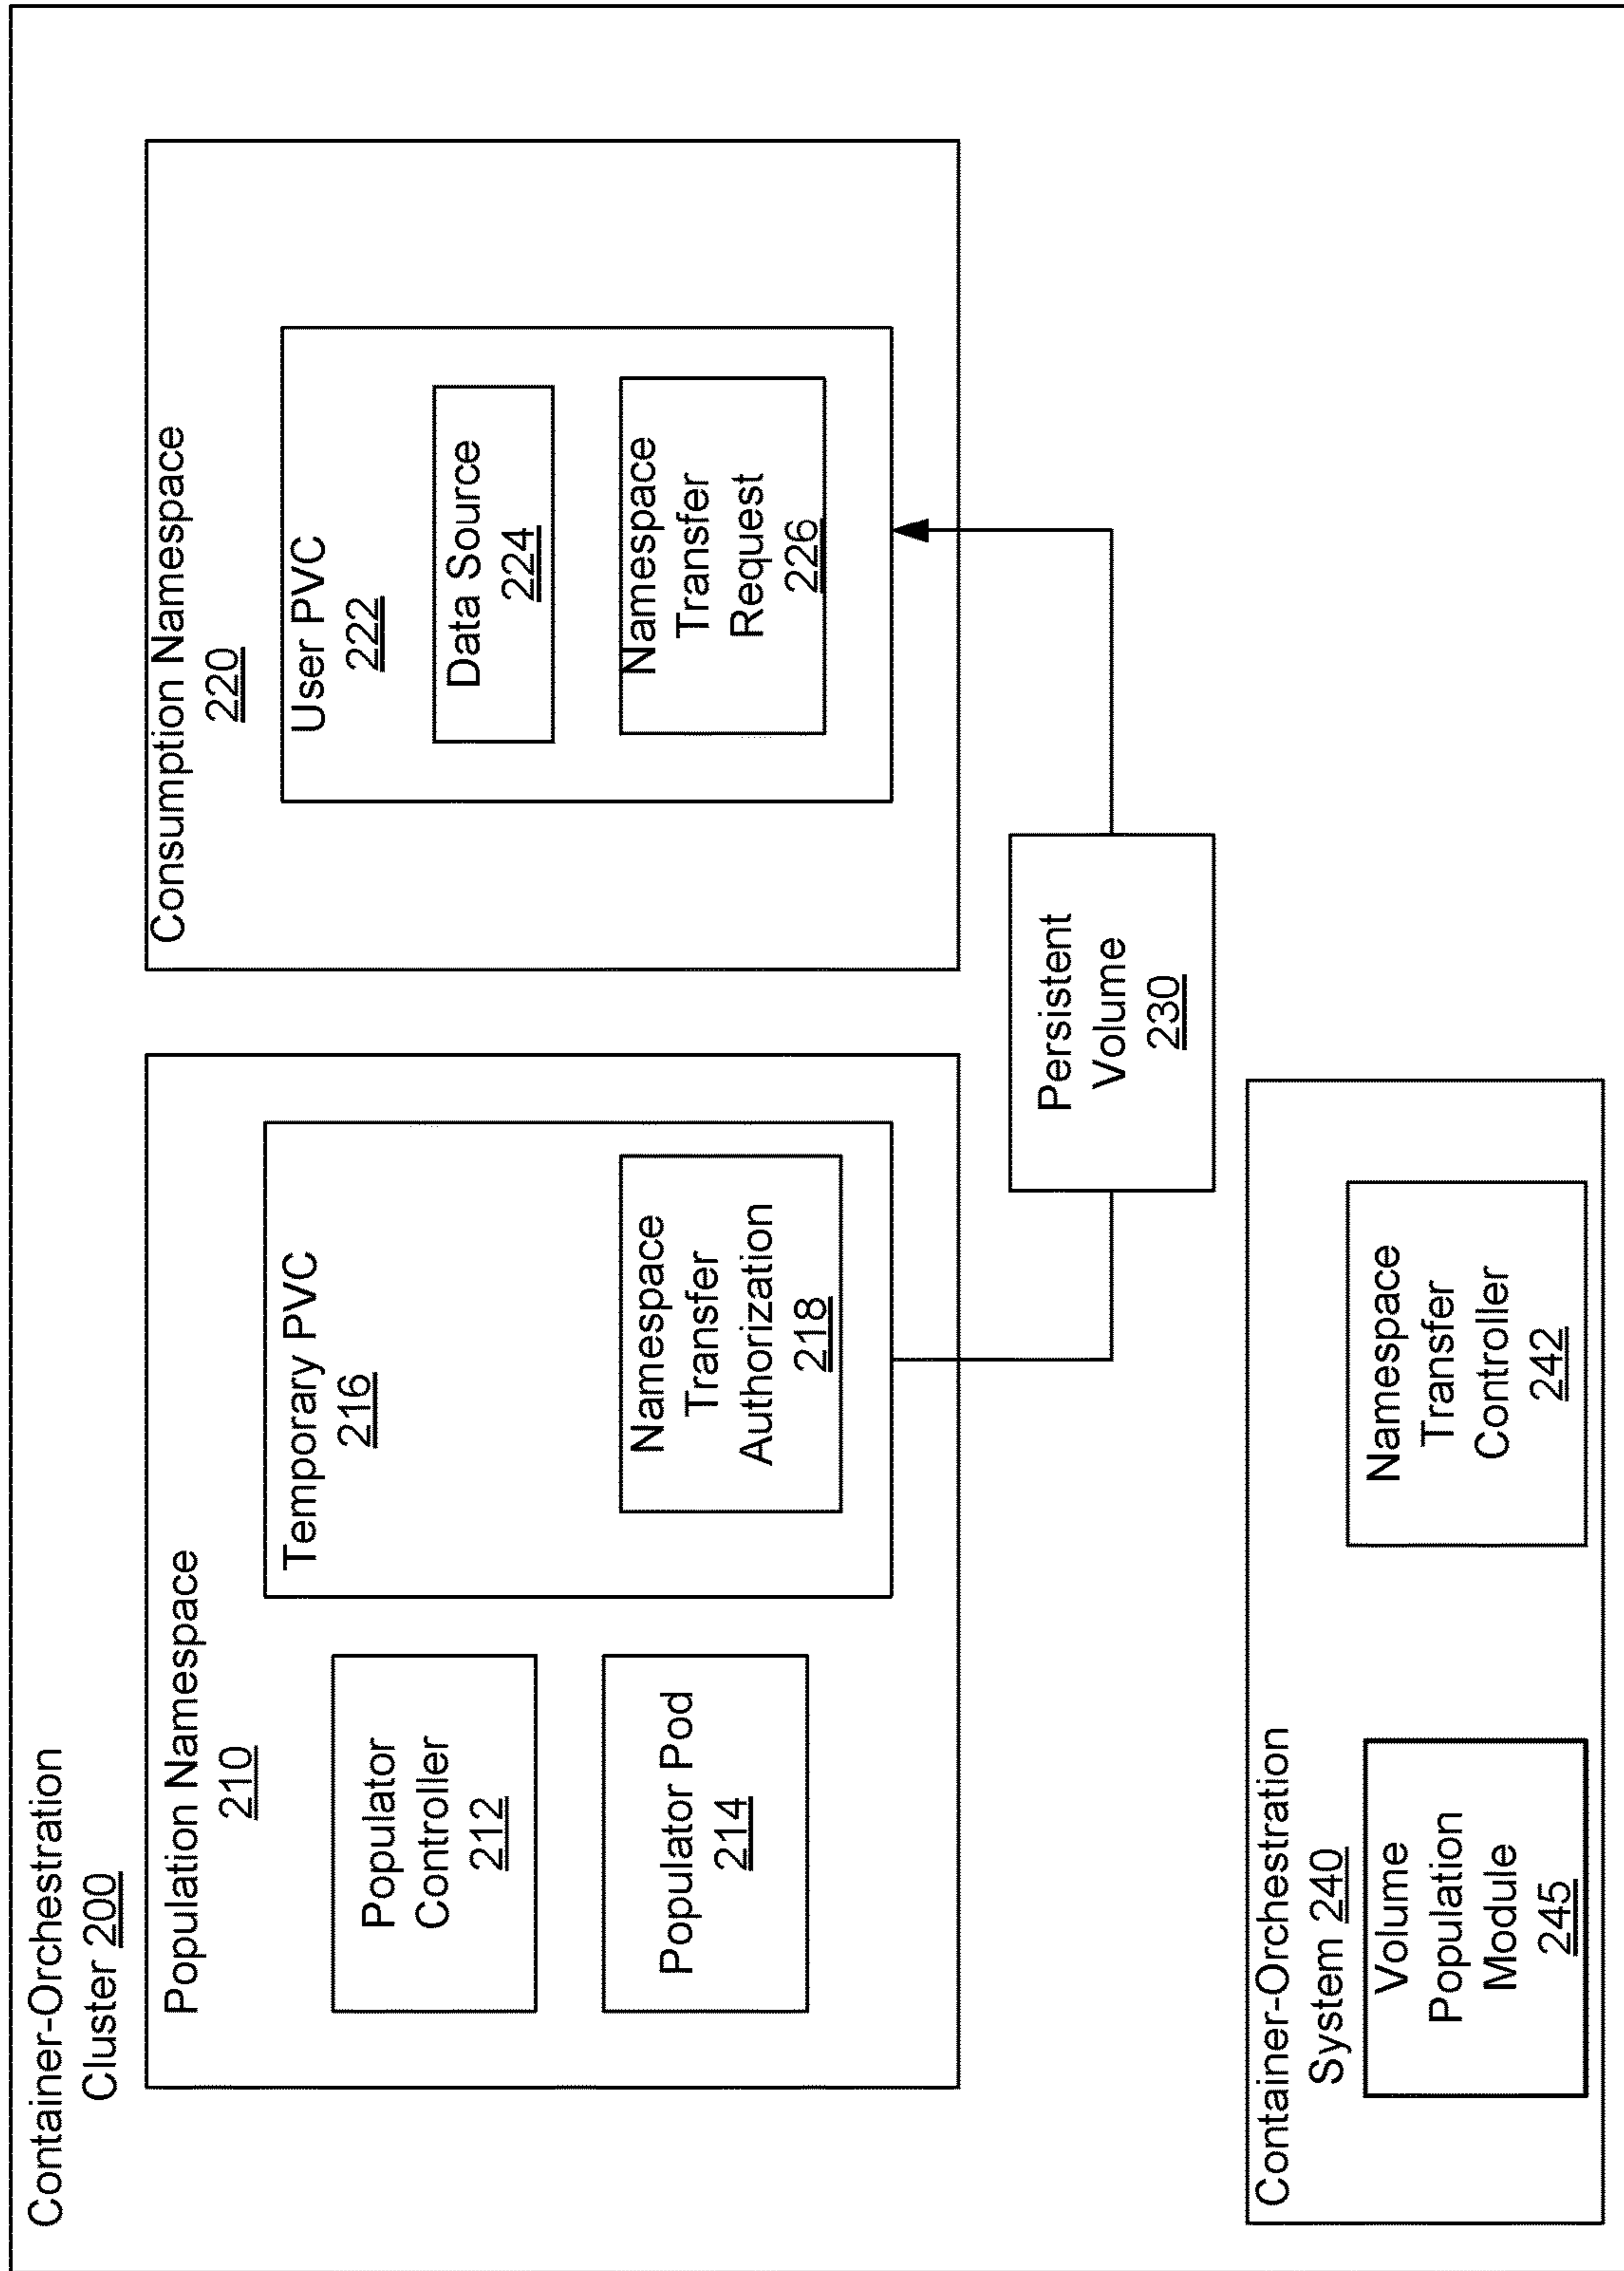 Container-Orchestration
Cluster 200
Population Namespace
210
Populator
Controller
212
Populator Pod
214
Temporary PVC
216
Namespace
Transfer
Authorization
218
Consumption Namespace
220
User PVC
222
Data Source
224
Namespace
Transfer
Request
226
Persistent
Volume
230
Container-Orchestration
System 240
Volume
Population
Module
245
Namespace
Transfer
Controller
242